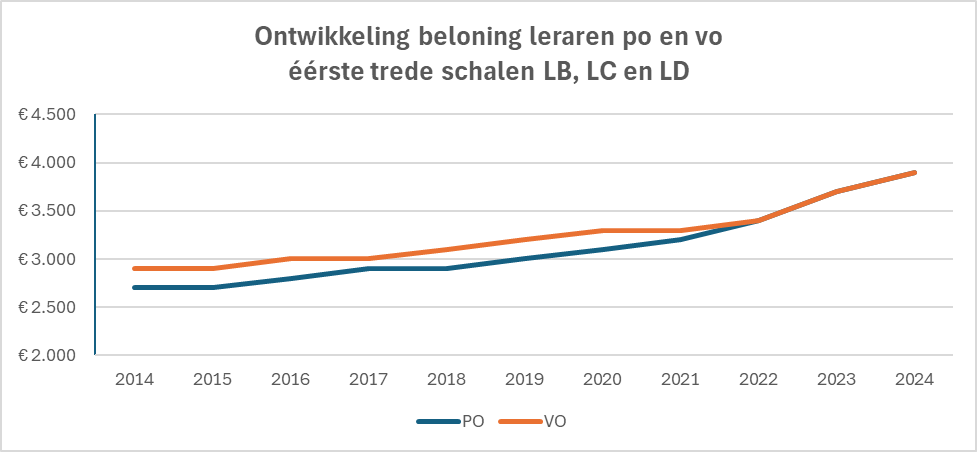 Ontwikkeling beloning leraren po en vo
éérste trede schalen LB, LC en LD
€ 4.500
€ 4.000
€ 3.500
€ 3.000
€ 2.500
€ 2.000
2014 2015 2016 2017 2018 2019 2020 2021 2022 2023 2024
PO VO